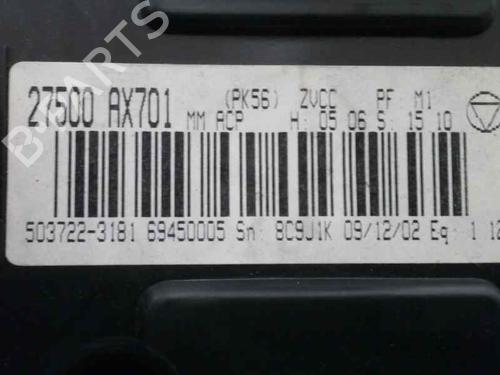 PARTS
27500 AX701 (PK56) ZVCC PF M1
MM ACP H: 05 06 S: 15 10
503722-3181 69450005 Sn: 8C9J1K 09/12/02 Eq: 1